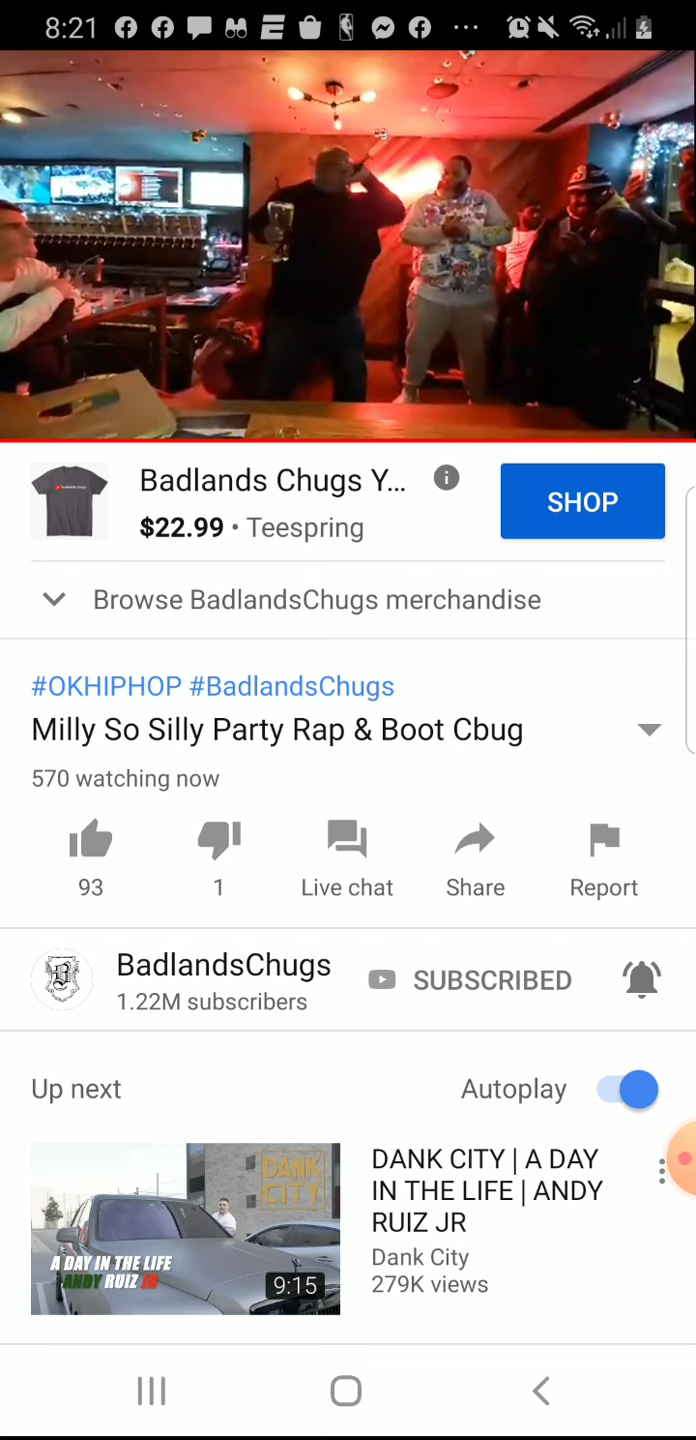 8:21
Badlands Chugs Y...
$22.99 • Teespring
SHOP
Browse BadlandsChugs merchandise
#OKHIPHOP #BadlandsChugs
Milly So Silly Party Rap & Boot Cbug
570 watching now
93
1
Live chat
Share
Report
BadlandsChugs
1.22M subscribers
SUBSCRIBED
Up next
Autoplay
DANK CITY
A DAY IN THE LIFE
ANDY RUIZ JR
9:15
DANK CITY | A DAY
IN THE LIFE | ANDY
RUIZ JR
Dank City
279K views